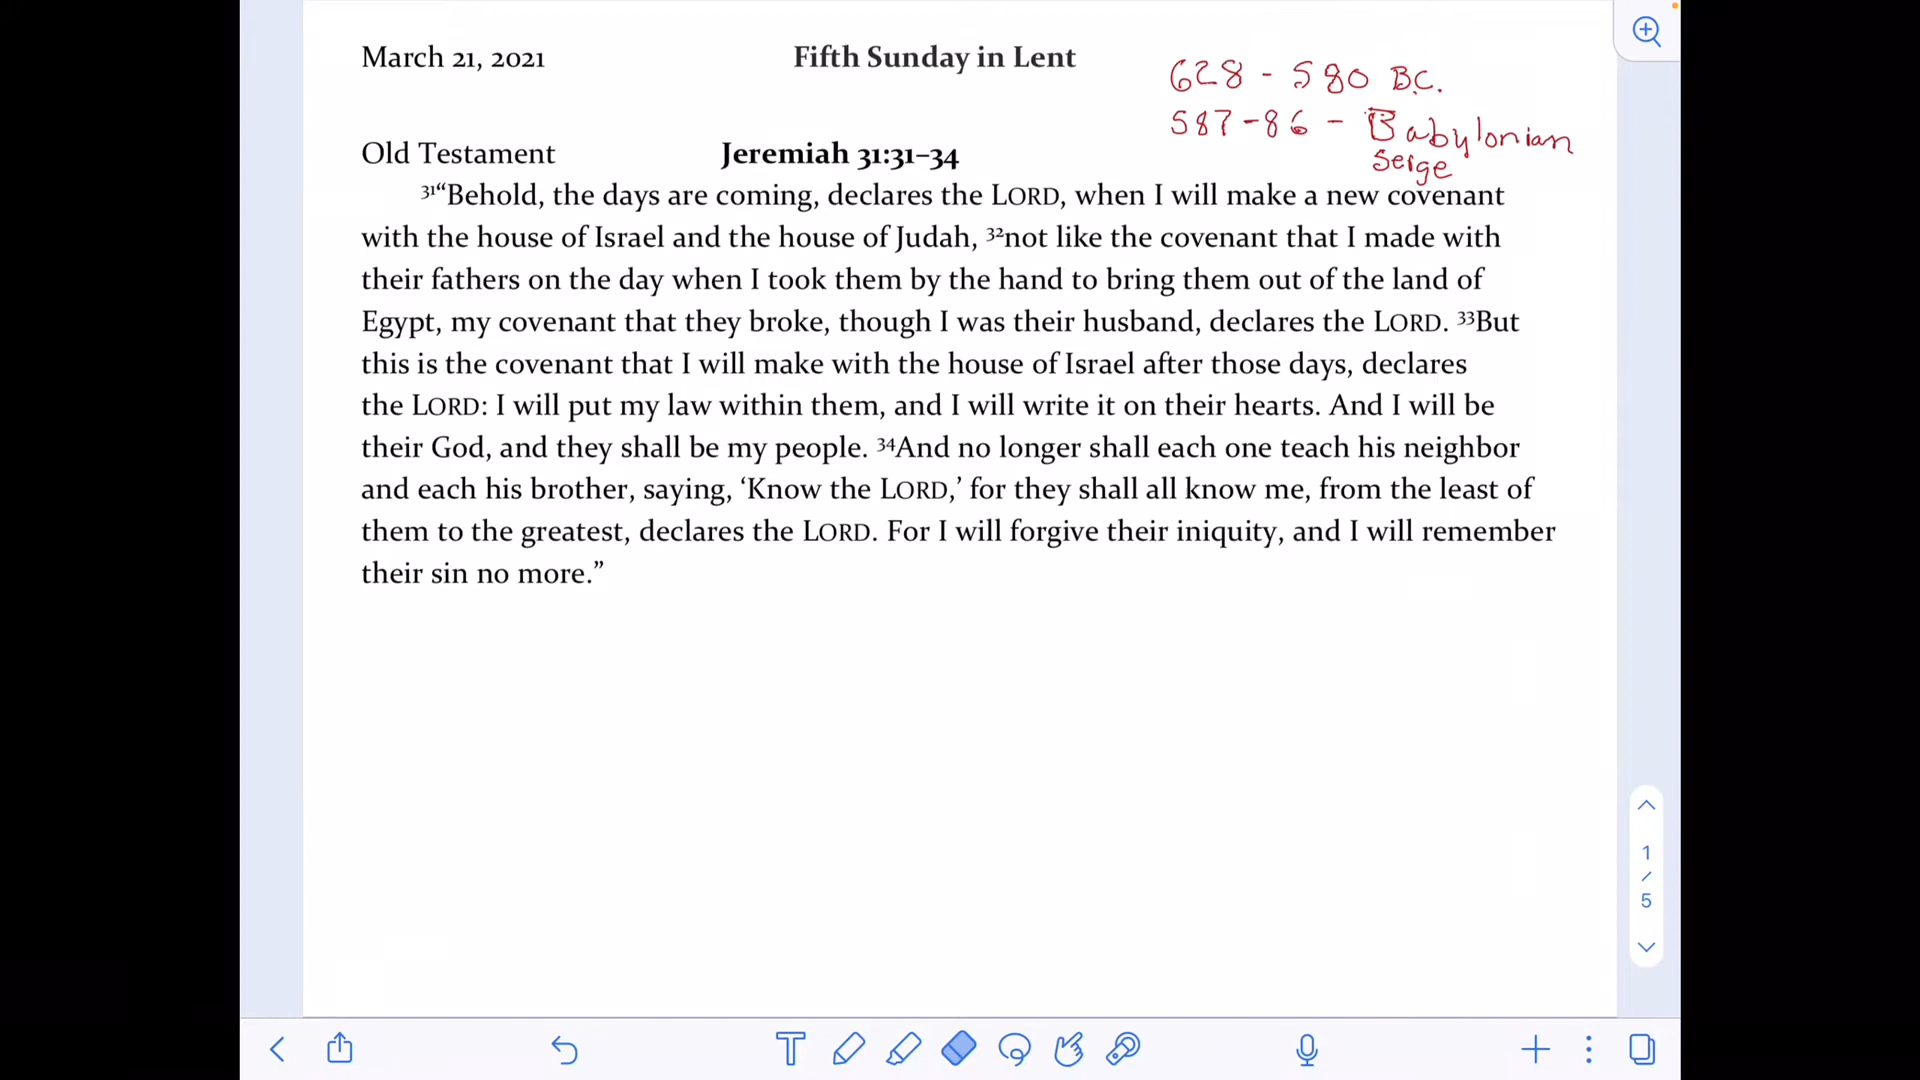 March 21, 2021 Fifth Sunday in Lent
628 - 580 B.C.
587-86 - Babylonian
Seige
Old Testament Jeremiah 31:31–34
31“Behold, the days are coming, declares the LORD, when I will make a new covenant
with the house of Israel and the house of Judah, 32not like the covenant that I made with
their fathers on the day when I took them by the hand to bring them out of the land of
Egypt, my covenant that they broke, though I was their husband, declares the LORD. 33But
this is the covenant that I will make with the house of Israel after those days, declares
the LORD: I will put my law within them, and I will write it on their hearts. And I will be
their God, and they shall be my people. 34And no longer shall each one teach his neighbor
and each his brother, saying, ‘Know the LORD,’ for they shall all know me, from the least of
them to the greatest, declares the LORD. For I will forgive their iniquity, and I will remember
their sin no more.”
1
/
5
T